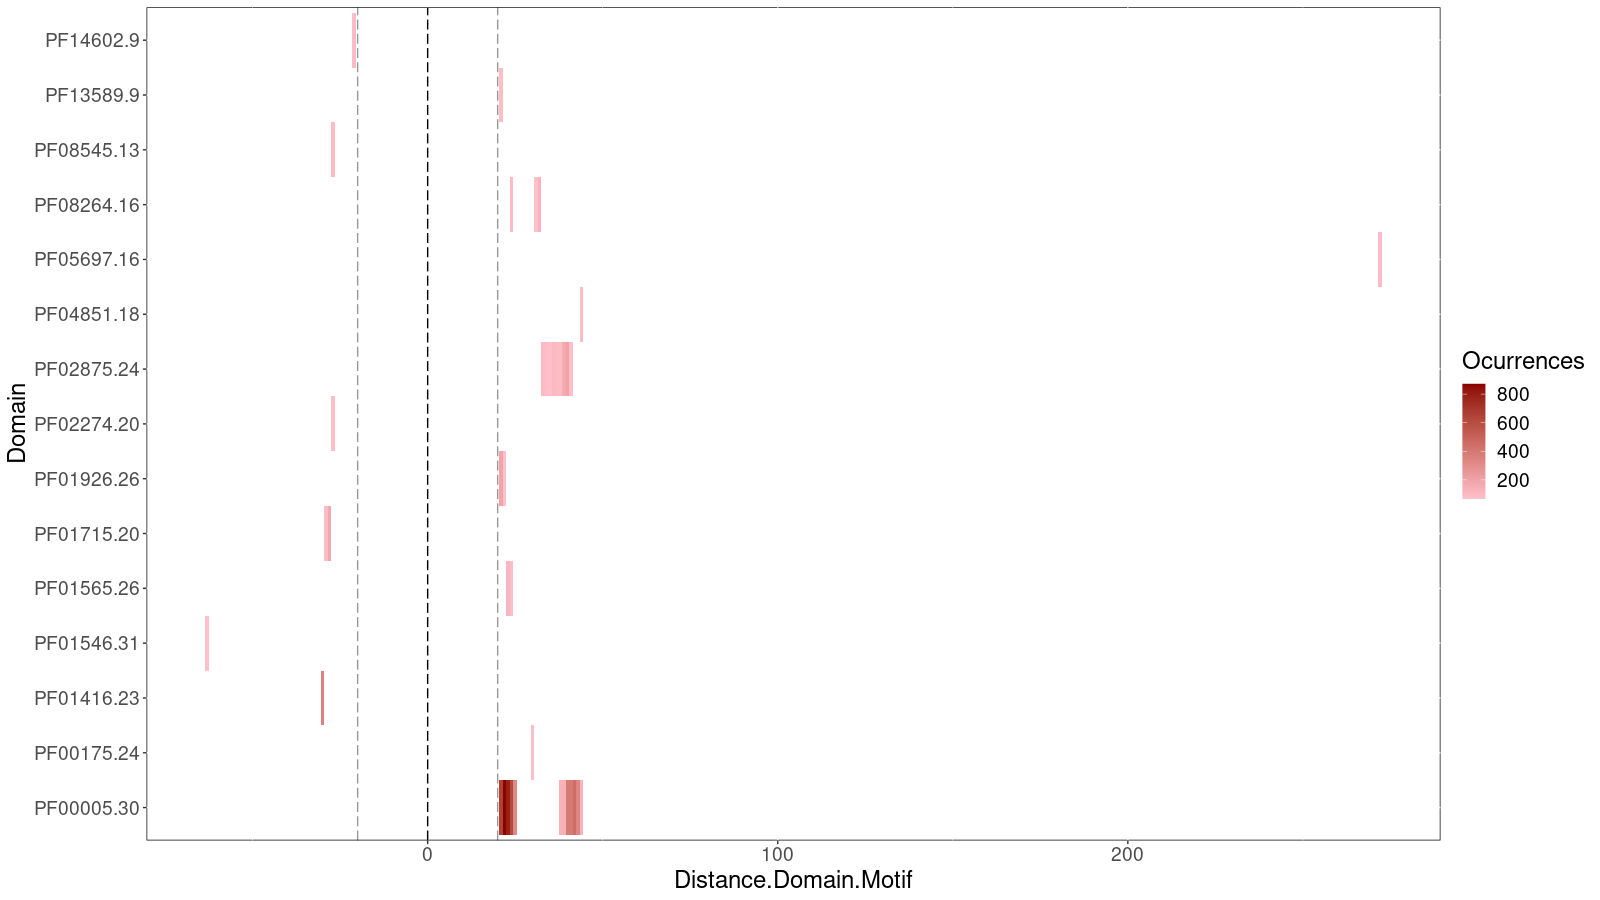 PF14602.9
PF13589.9
PF08545.13
PF08264.16
PF05697.16
PF04851.18
PF02875.24
PF02274.20
PF01926.26
PF01715.20
PF01565.26
PF01546.31
PF01416.23
PF00175.24
PF00005.30
Domain
0 100 200
Distance.Domain.Motif
Ocurrences
800
600
400
200